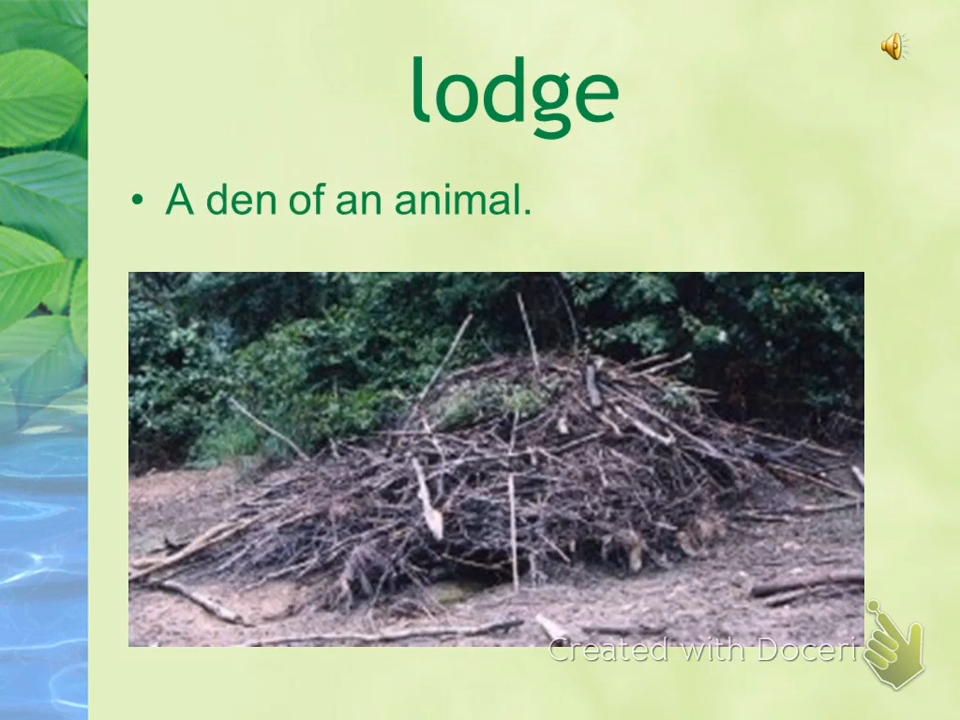 lodge
• A den of an animal.
Created with Doceri